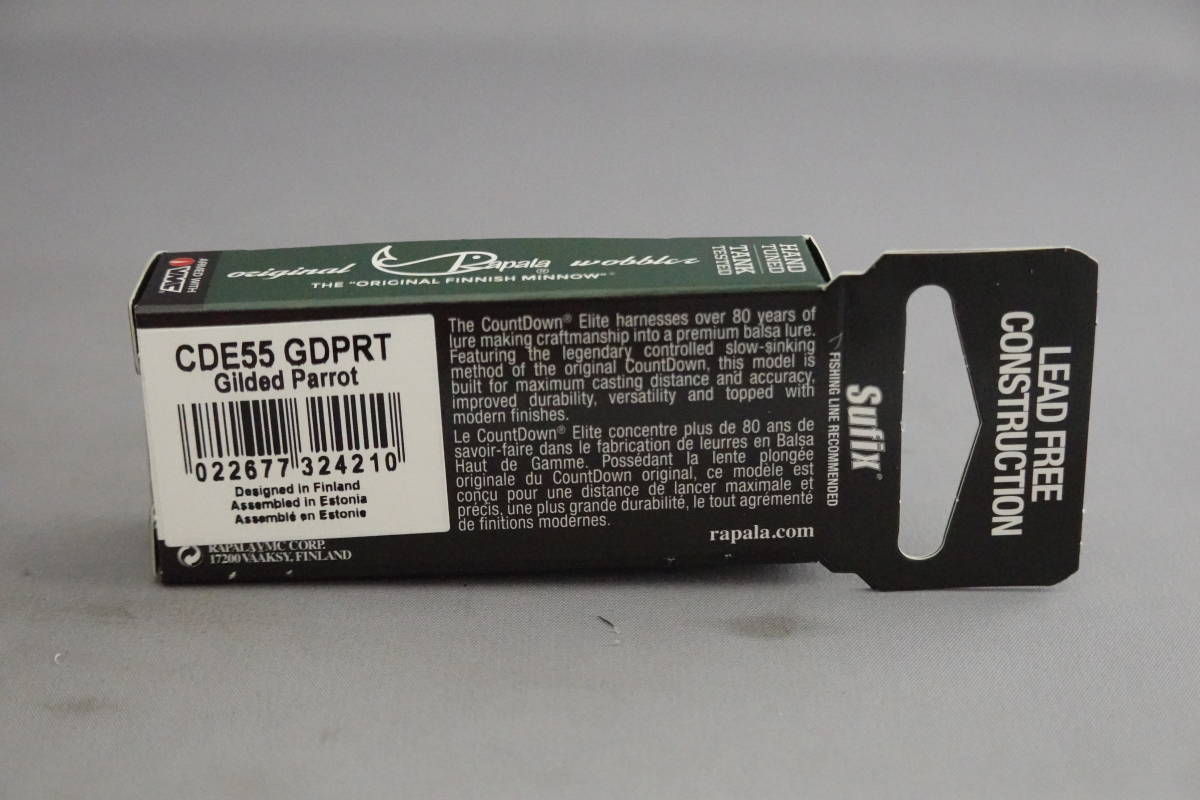 ARMED WITH
VMC
original Rapala® wobbler
THE "ORIGINAL FINNISH MINNOW"
HAND
TUNED
TANK
TESTED
CDE55 GDPRT
Gilded Parrot
022677 324210
Designed in Finland
Assembled in Estonia
Assemblé en Estonie
RAPALA VMC CORP.
17200 VÄÄKSY, FINLAND
The CountDown® Elite harnesses over 80 years of
lure making craftmanship into a premium balsa lure.
Featuring the legendary controlled slow-sinking
method of the original CountDown, this model is
built for maximum casting distance and accuracy,
improved durability, versatility and topped with
modern finishes.
Le CountDown® Elite concentre plus de 80 ans de
savoir-faire dans le fabrication de leurres en Balsa
Haut de Gamme. Possédant la lente plongée
originale du CountDown original, ce modèle est
conçu pour une distance de lancer maximale et
précis, une plus grande durabilité, le tout agrémenté
de finitions modernes.
rapala.com
Sufix®
FISHING LINE RECOMMENDED
LEAD FREE
CONSTRUCTION